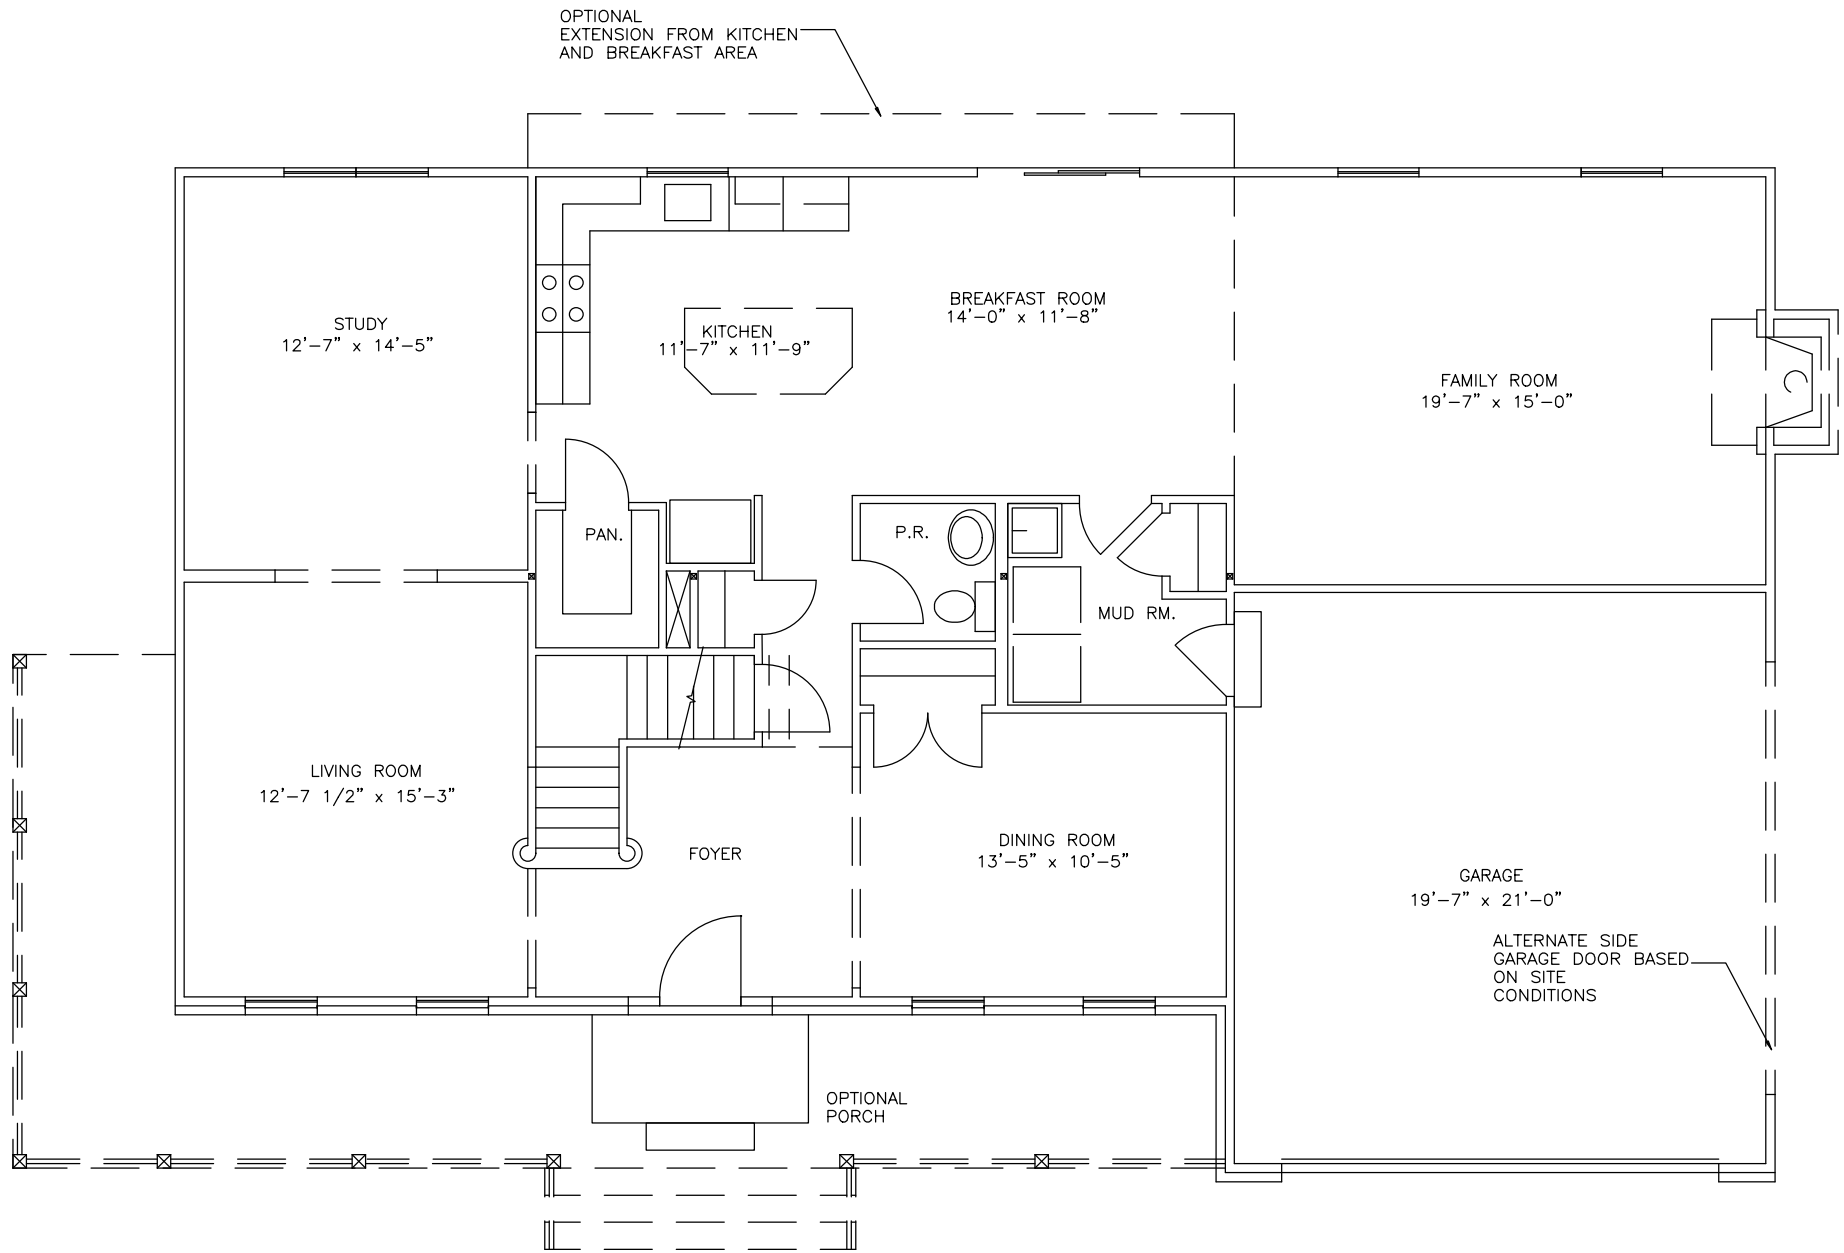 OPTIONAL
EXTENSION FROM KITCHEN
AND BREAKFAST AREA
STUDY
12'-7" x 14'-5"
KITCHEN
11'-7" x 11'-9"
BREAKFAST ROOM
14'-0" x 11'-8"
FAMILY ROOM
19'-7" x 15'-0"
PAN.
P.R.
MUD RM.
LIVING ROOM
12'-7 1/2" x 15'-3"
FOYER
DINING ROOM
13'-5" x 10'-5"
GARAGE
19'-7" x 21'-0"
ALTERNATE SIDE
GARAGE DOOR BASED
ON SITE
CONDITIONS
OPTIONAL
PORCH